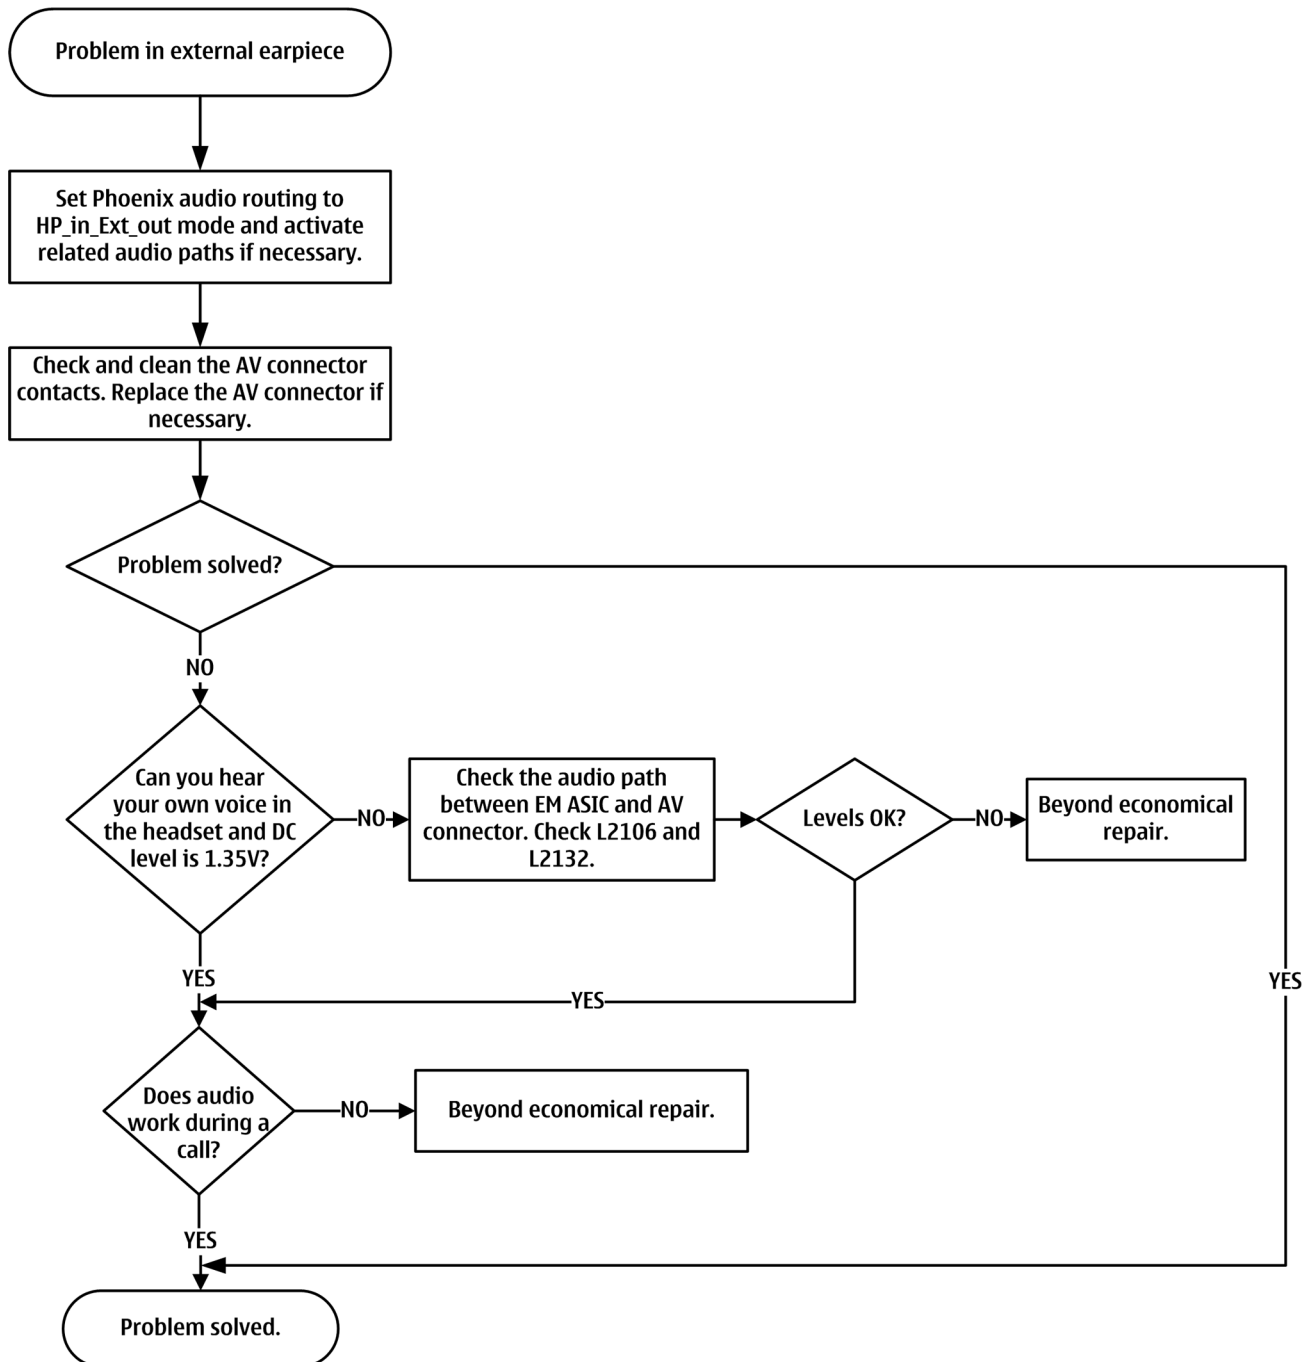 Problem in external earpiece
Set Phoenix audio routing to
HP_in_Ext_out mode and activate
related audio paths if necessary.
Check and clean the AV connector
contacts. Replace the AV connector if
necessary.
Problem solved?
NO
Can you hear
your own voice in
the headset and DC
level is 1.35V?
NO
Check the audio path
between EM ASIC and AV
connector. Check L2106 and
L2132.
Levels OK?
NO
Beyond economical
repair.
YES
YES
YES
Does audio
work during a
call?
NO
Beyond economical repair.
YES
Problem solved.